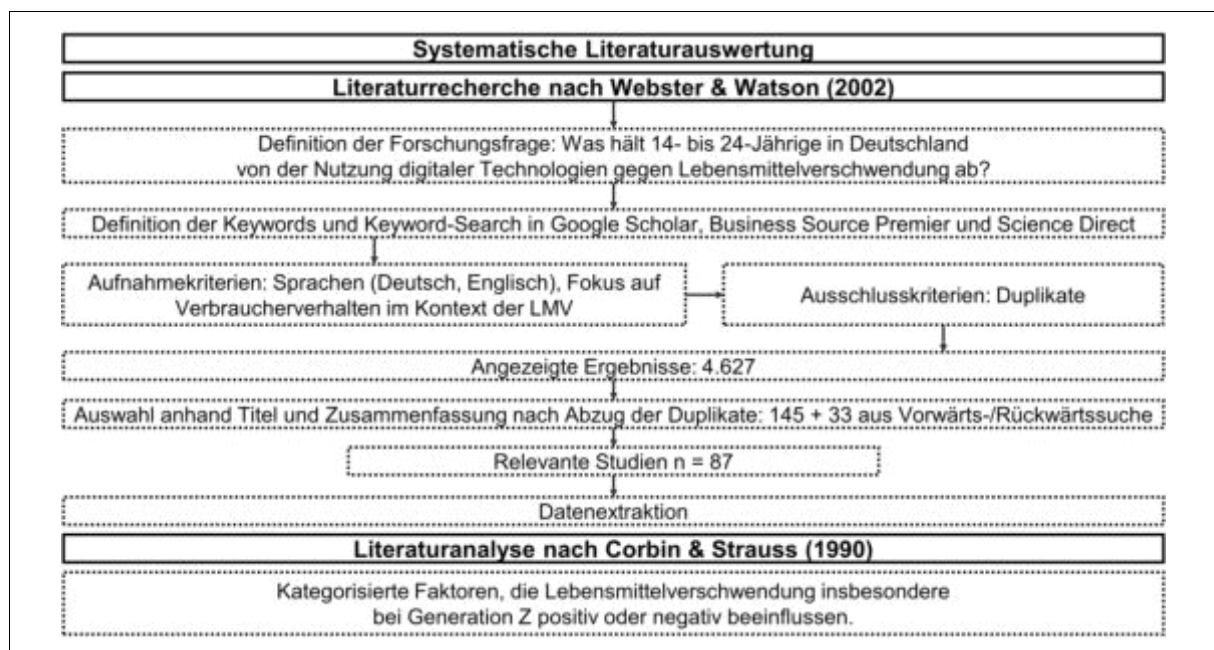 Systematische Literaturauswertung
Literaturrecherche nach Webster & Watson (2002)
Definition der Forschungsfrage: Was hält 14- bis 24-Jährige in Deutschland
von der Nutzung digitaler Technologien gegen Lebensmittelverschwendung ab?
Definition der Keywords und Keyword-Search in Google Scholar, Business Source Premier und Science Direct
Aufnahmekriterien: Sprachen (Deutsch, Englisch), Fokus auf
Verbraucherverhalten im Kontext der LMV
Ausschlusskriterien: Duplikate
Angezeigte Ergebnisse: 4.627
Auswahl anhand Titel und Zusammenfassung nach Abzug der Duplikate: 145 + 33 aus Vorwärts-/Rückwärtssuche
Relevante Studien n = 87
Datenextraktion
Literaturanalyse nach Corbin & Strauss (1990)
Kategorisierte Faktoren, die Lebensmittelverschwendung insbesondere
bei Generation Z positiv oder negativ beeinflussen.